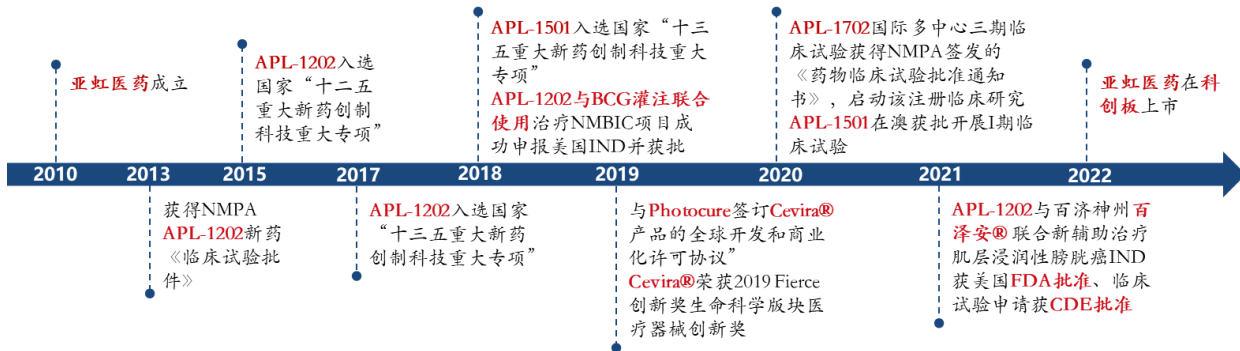 亚虹医药成立
APL-1202入选
国家“十二五
重大新药创制
科技重大专项”
APL-1501入选国家“十三
五重大新药创制科技重大
专项”
APL-1202与BCG灌注联合
使用治疗NMBIC项目成
功申报美国IND并获批
APL-1702国际多中心三期临
床试验获得NMPA签发的
《药物临床试验批准通知
书》，启动该注册临床研究
APL-1501在澳获批开展I期临
床试验
亚虹医药在科
创板上市
2010
2013
2015
2017
2018
2019
2020
2021
2022
获得NMPA
APL-1202新药
《临床试验批
件》
APL-1202入选国家
“十三五重大新药
创制科技重大专项”
与Photocure签订Cevira®
产品的全球开发和商业
化许可协议”
Cevira®荣获2019 Fierce
创新奖生命科学版块医
疗器械创新奖
APL-1202与百济神州百
泽安® 联合新辅助治疗
肌层浸润性膀胱癌IND
获美国FDA批准、临床
试验申请获CDE批准